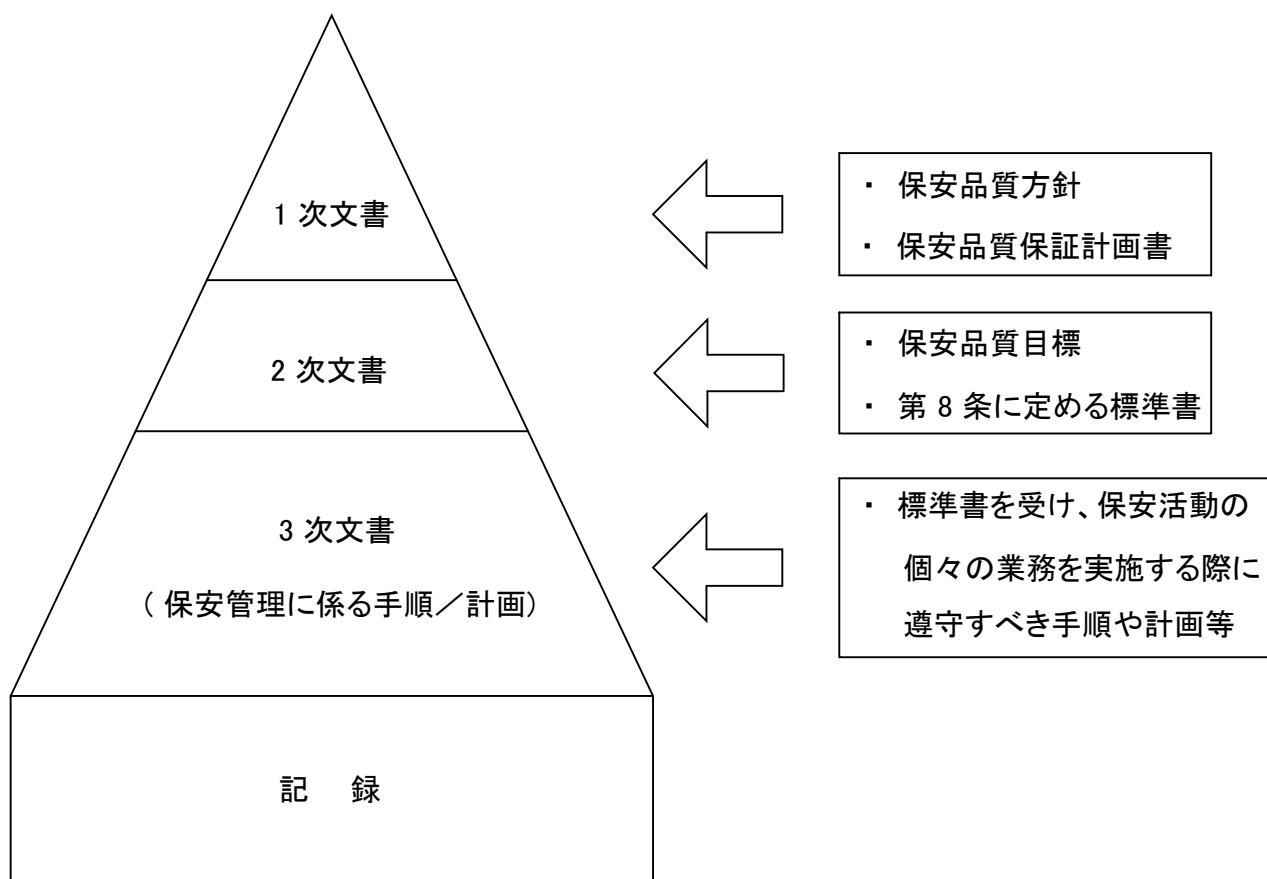 1 次文書
・ 保安品質方針
・ 保安品質保証計画書
2 次文書
・ 保安品質目標
・ 第 8 条に定める標準書
3 次文書
( 保安管理に係る手順／計画)
・ 標準書を受け、保安活動の
個々の業務を実施する際に
遵守すべき手順や計画等
記 録